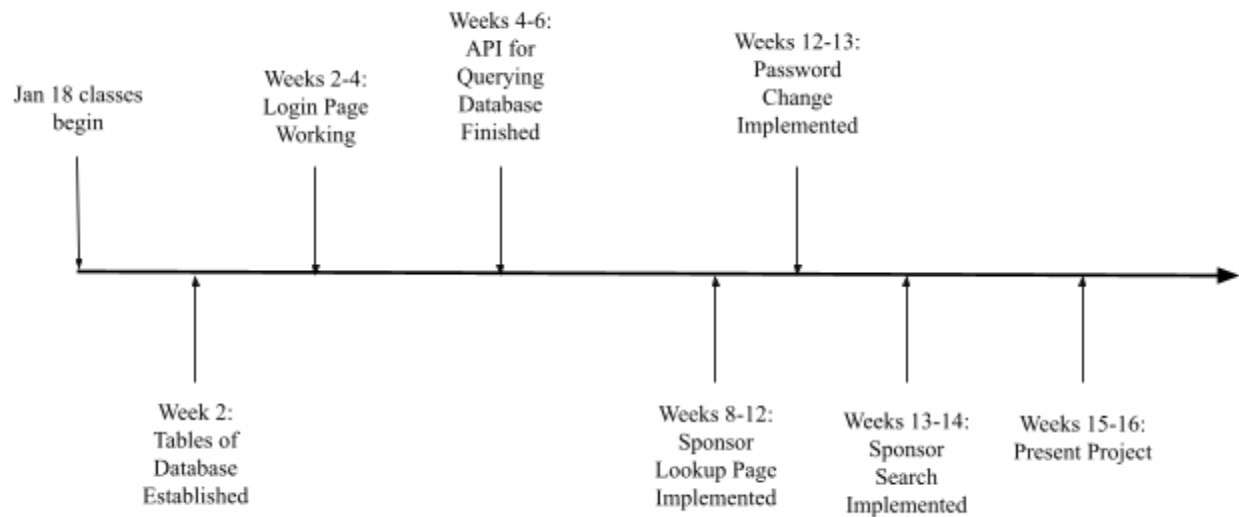 Jan 18 classes
begin
Week 2:
Tables of
Database
Established
Weeks 2-4:
Login Page
Working
Weeks 4-6:
API for
Querying
Database
Finished
Weeks 8-12:
Sponsor
Lookup Page
Implemented
Weeks 12-13:
Password
Change
Implemented
Weeks 13-14:
Sponsor
Search
Implemented
Weeks 15-16:
Present Project